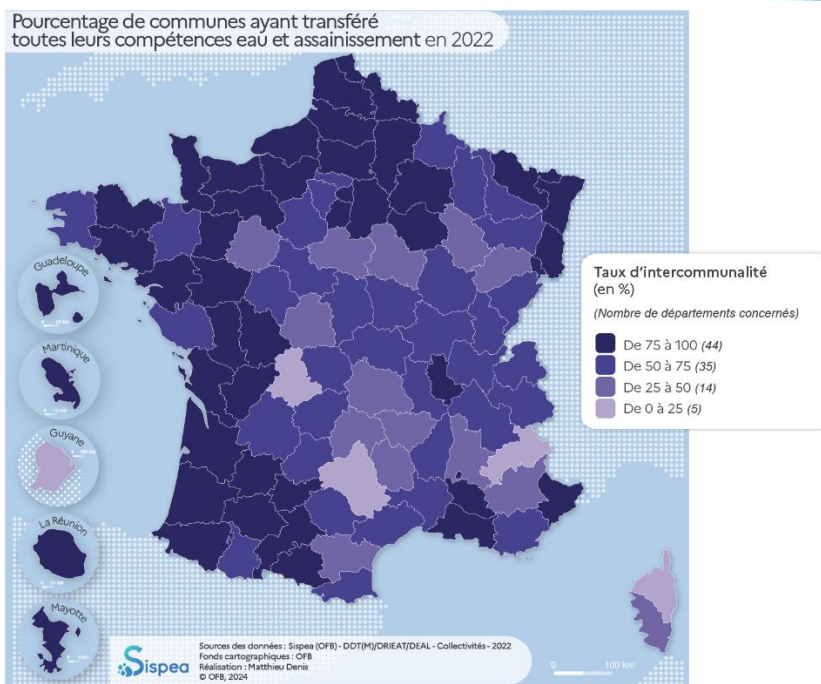 Pourcentage de communes ayant transféré
toutes leurs compétences eau et assainissement en 2022
Guadeloupe
Martinique
Guyane
La Réunion
Mayotte
Taux d'intercommunalité
(en %)
(Nombre de départements concernés)
De 75 à 100 (44)
De 50 à 75 (35)
De 25 à 50 (14)
De 0 à 25 (5)
Sispea
Sources des données : Sispea (OFB) - DDT(M)/DRIEAT/DEAL - Collectivités - 2022
Fonds cartographiques : OFB
Réalisation : Matthieu Denis
© OFB, 2024
0 100 km